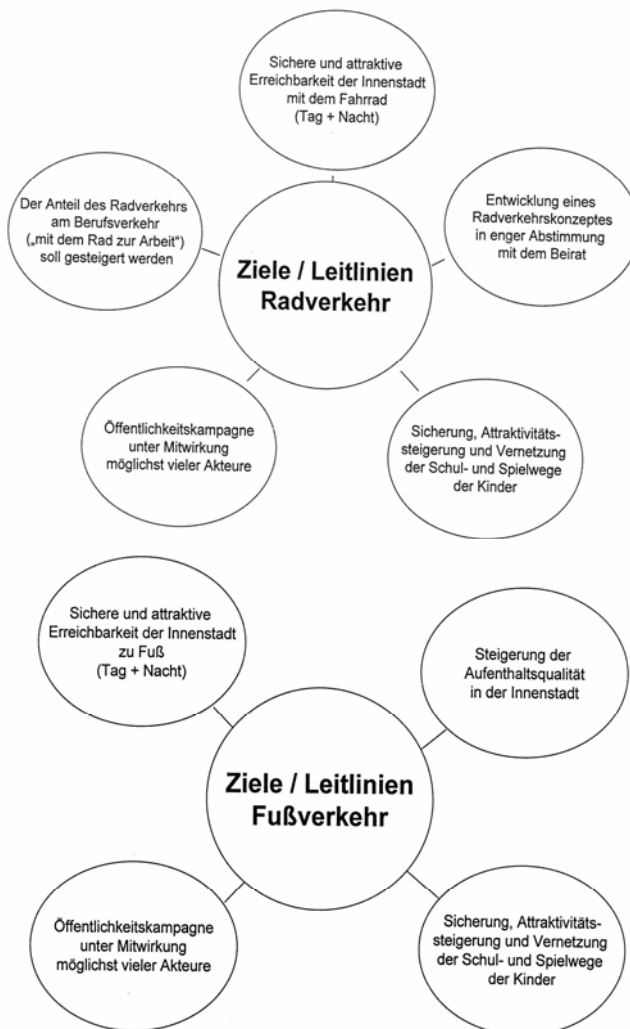 Sichere und attraktive
Erreichbarkeit der Innenstadt
mit dem Fahrrad
(Tag + Nacht)
Der Anteil des Radverkehrs
am Berufsverkehr
(„mit dem Rad zur Arbeit“)
soll gesteigert werden
Entwicklung eines
Radverkehrskonzeptes
in enger Abstimmung
mit dem Beirat
Ziele / Leitlinien
Radverkehr
Öffentlichkeitskampagne
unter Mitwirkung
möglichst vieler Akteure
Sicherung, Attraktivitäts-
steigerung und Vernetzung
der Schul- und Spielwege
der Kinder
Sichere und attraktive
Erreichbarkeit der Innenstadt
zu Fuß
(Tag + Nacht)
Steigerung der
Aufenthaltsqualität
in der Innenstadt
Ziele / Leitlinien
Fußverkehr
Öffentlichkeitskampagne
unter Mitwirkung
möglichst vieler Akteure
Sicherung, Attraktivitäts-
steigerung und Vernetzung
der Schul- und Spielwege
der Kinder